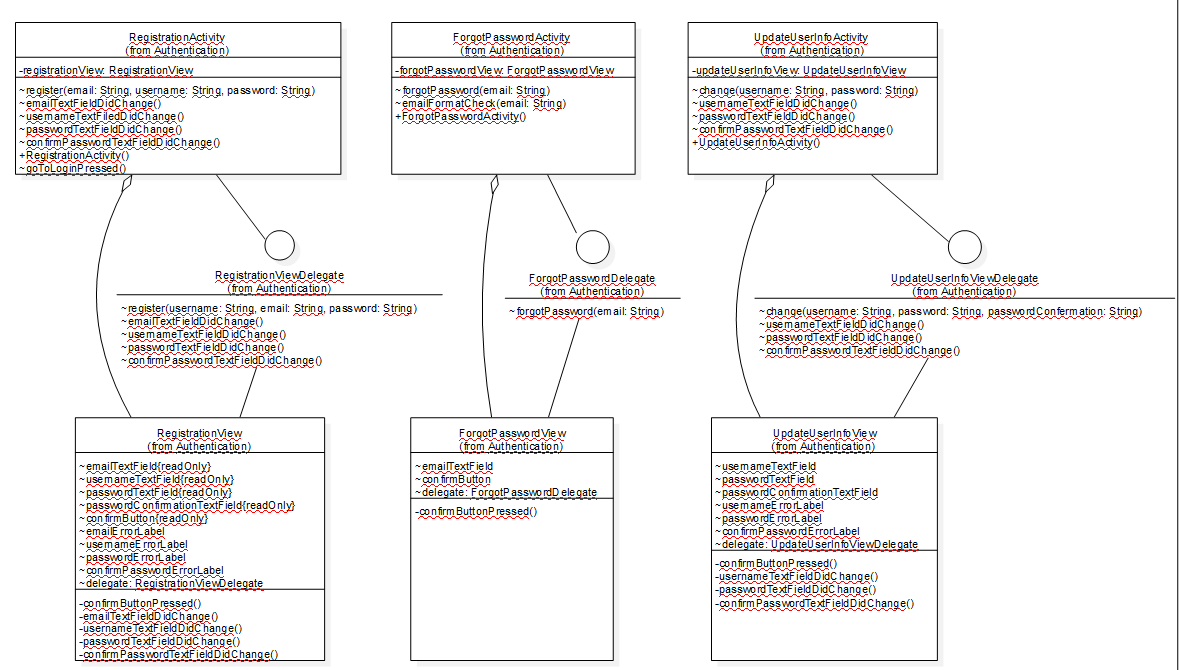 RegistrationActivity
(from Authentication)
-registrationView: RegistrationView
~register(email: String, username: String, password: String)
~emailTextFieldDidChange()
~usernameTextFiledDidChange()
~passwordTextFieldDidChange()
~confirmPasswordTextFieldDidChange()
+RegistrationActivity()
~goToLoginPressed()
ForgotPasswordActivity
(from Authentication)
-forgotPasswordView: ForgotPasswordView
~forgotPassword(email: String)
~emailFormatCheck(email: String)
+ForgotPasswordActivity()
UpdateUserInfoActivity
(from Authentication)
-updateUserInfoView: UpdateUserInfoView
~change(username: String, password: String)
~usernameTextFieldDidChange()
~passwordTextFieldDidChange()
~confirmPasswordTextFieldDidChange()
+UpdateUserInfoActivity()
RegistrationViewDelegate
(from Authentication)
~register(username: String, email: String, password: String)
~emailTextFieldDidChange()
~usernameTextFieldDidChange()
~passwordTextFieldDidChange()
~confirmPasswordTextFieldDidChange()
ForgotPasswordDelegate
(from Authentication)
~forgotPassword(email: String)
UpdateUserInfoViewDelegate
(from Authentication)
~change(username: String, password: String, passwordConfermation: String)
~usernameTextFieldDidChange()
~passwordTextFieldDidChange()
~confirmPasswordTextFieldDidChange()
RegistrationView
(from Authentication)
~emailTextField{readOnly}
~usernameTextField{readOnly}
~passwordTextField{readOnly}
~passwordConfirmationTextField{readOnly}
~confirmButton{readOnly}
~emailErrorLabel
~usernameErrorLabel
~passwordErrorLabel
~confirmPasswordErrorLabel
~delegate: RegistrationViewDelegate
-confirmButtonPressed()
-emailTextFieldDidChange()
-usernameTextFieldDidChange()
-passwordTextFieldDidChange()
-confirmPasswordTextFieldDidChange()
ForgotPasswordView
(from Authentication)
~emailTextField
~confirmButton
~delegate: ForgotPasswordDelegate
-confirmButtonPressed()
UpdateUserInfoView
(from Authentication)
~usernameTextField
~passwordTextField
~passwordConfirmationTextField
~usernameErrorLabel
~passwordErrorLabel
~confirmPasswordErrorLabel
~delegate: UpdateUserInfoViewDelegate
-confirmButtonPressed()
-usernameTextFieldDidChange()
-passwordTextFieldDidChange()
-confirmPasswordTextFieldDidChange()